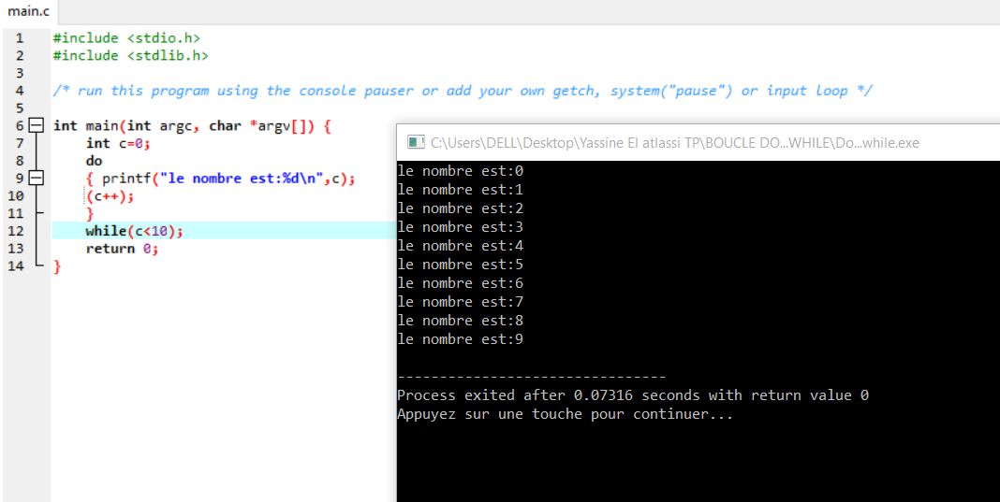 main.c
1 #include <stdio.h>
2 #include <stdlib.h>
3
4 /* run this program using the console pauser or add your own getch, system("pause") or input loop */
5
6 int main(int argc, char *argv[]) {
7 int c=0;
8 do
9 { printf("le nombre est:%d\n",c);
10 (c++);
11 }
12 while(c<10);
13 return 0;
14 }
C:\Users\DELL\Desktop\Yassine El atlassi TP\BOUCLE DO...WHILE\Do...while.exe
le nombre est:0
le nombre est:1
le nombre est:2
le nombre est:3
le nombre est:4
le nombre est:5
le nombre est:6
le nombre est:7
le nombre est:8
le nombre est:9
--------------------------------
Process exited after 0.07316 seconds with return value 0
Appuyez sur une touche pour continuer...